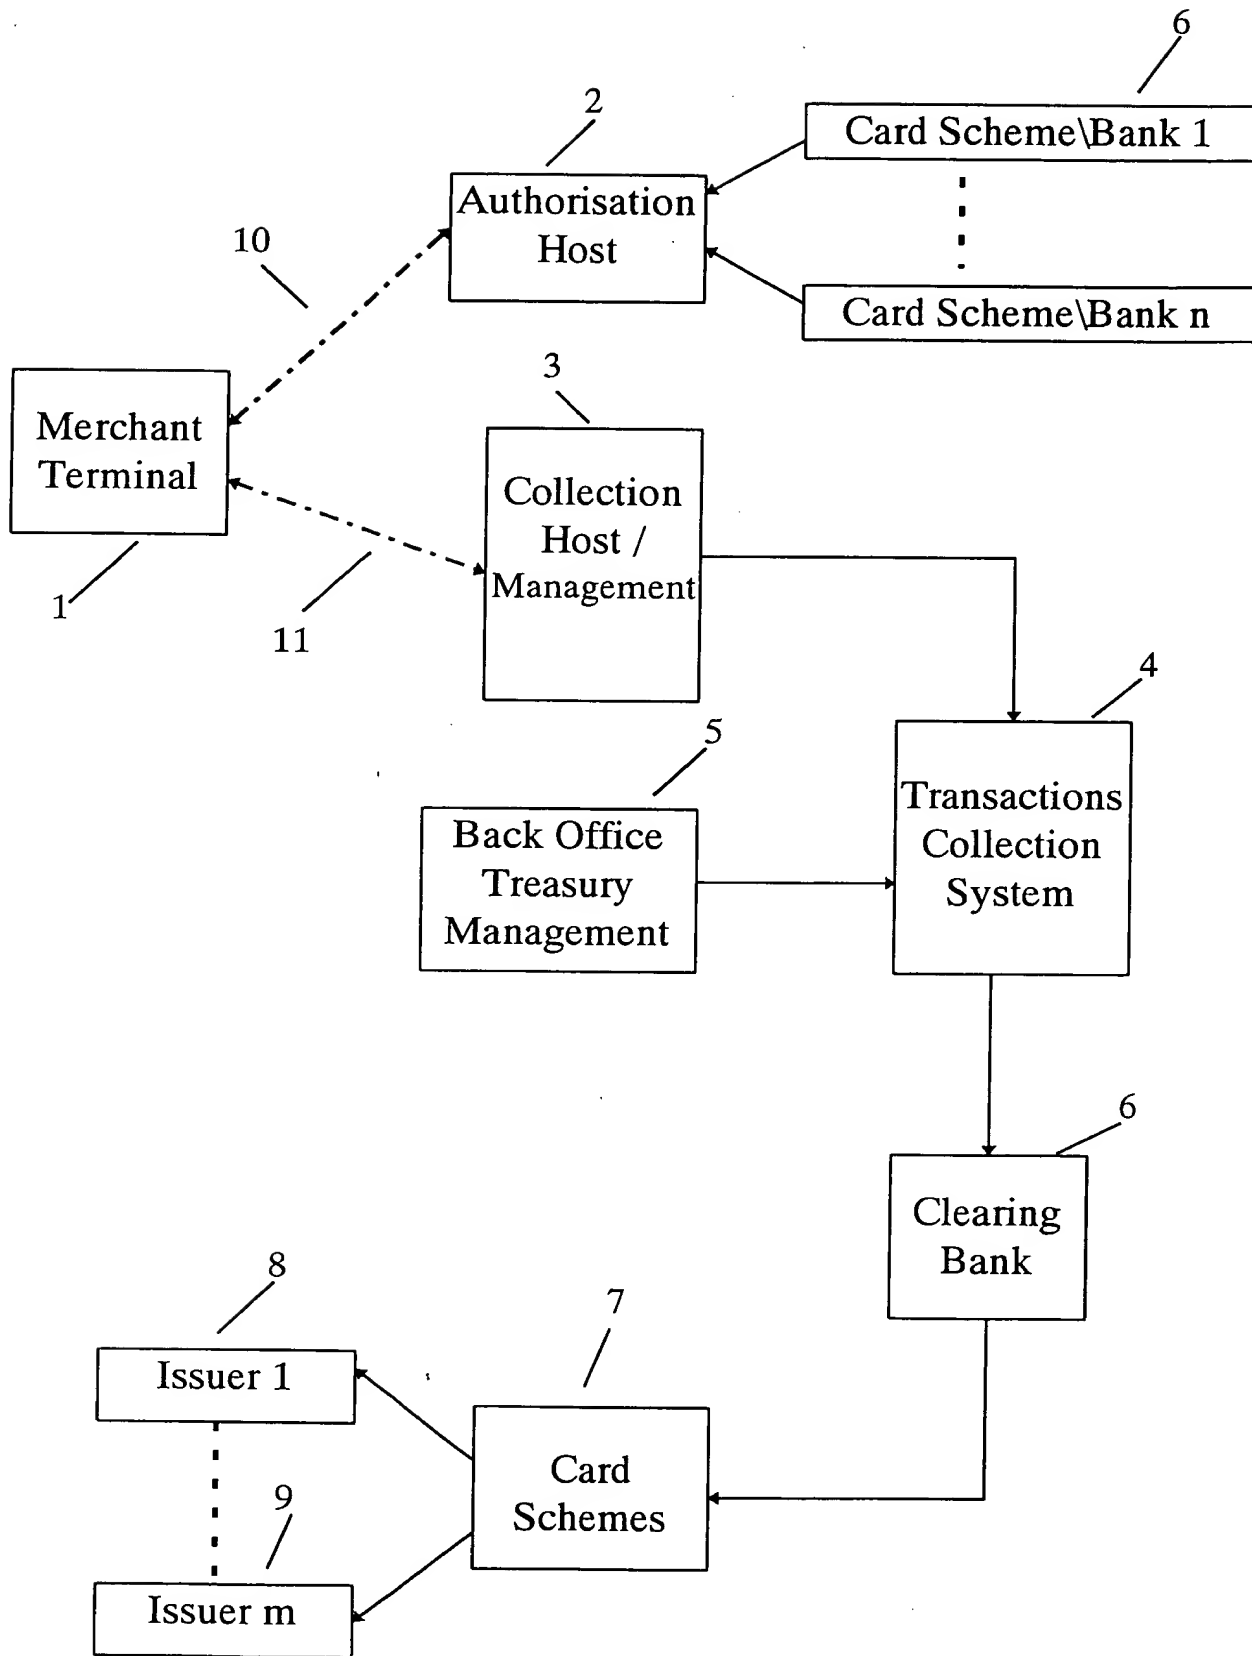 6
2
Card Scheme\Bank 1
Authorisation
Host
10
Card Scheme\Bank n
3
Merchant
Terminal
Collection
Host /
Management
1
11
4
5
Transactions
Collection
System
Back Office
Treasury
Management
6
Clearing
Bank
8
7
Issuer 1
Card
Schemes
9
Issuer m